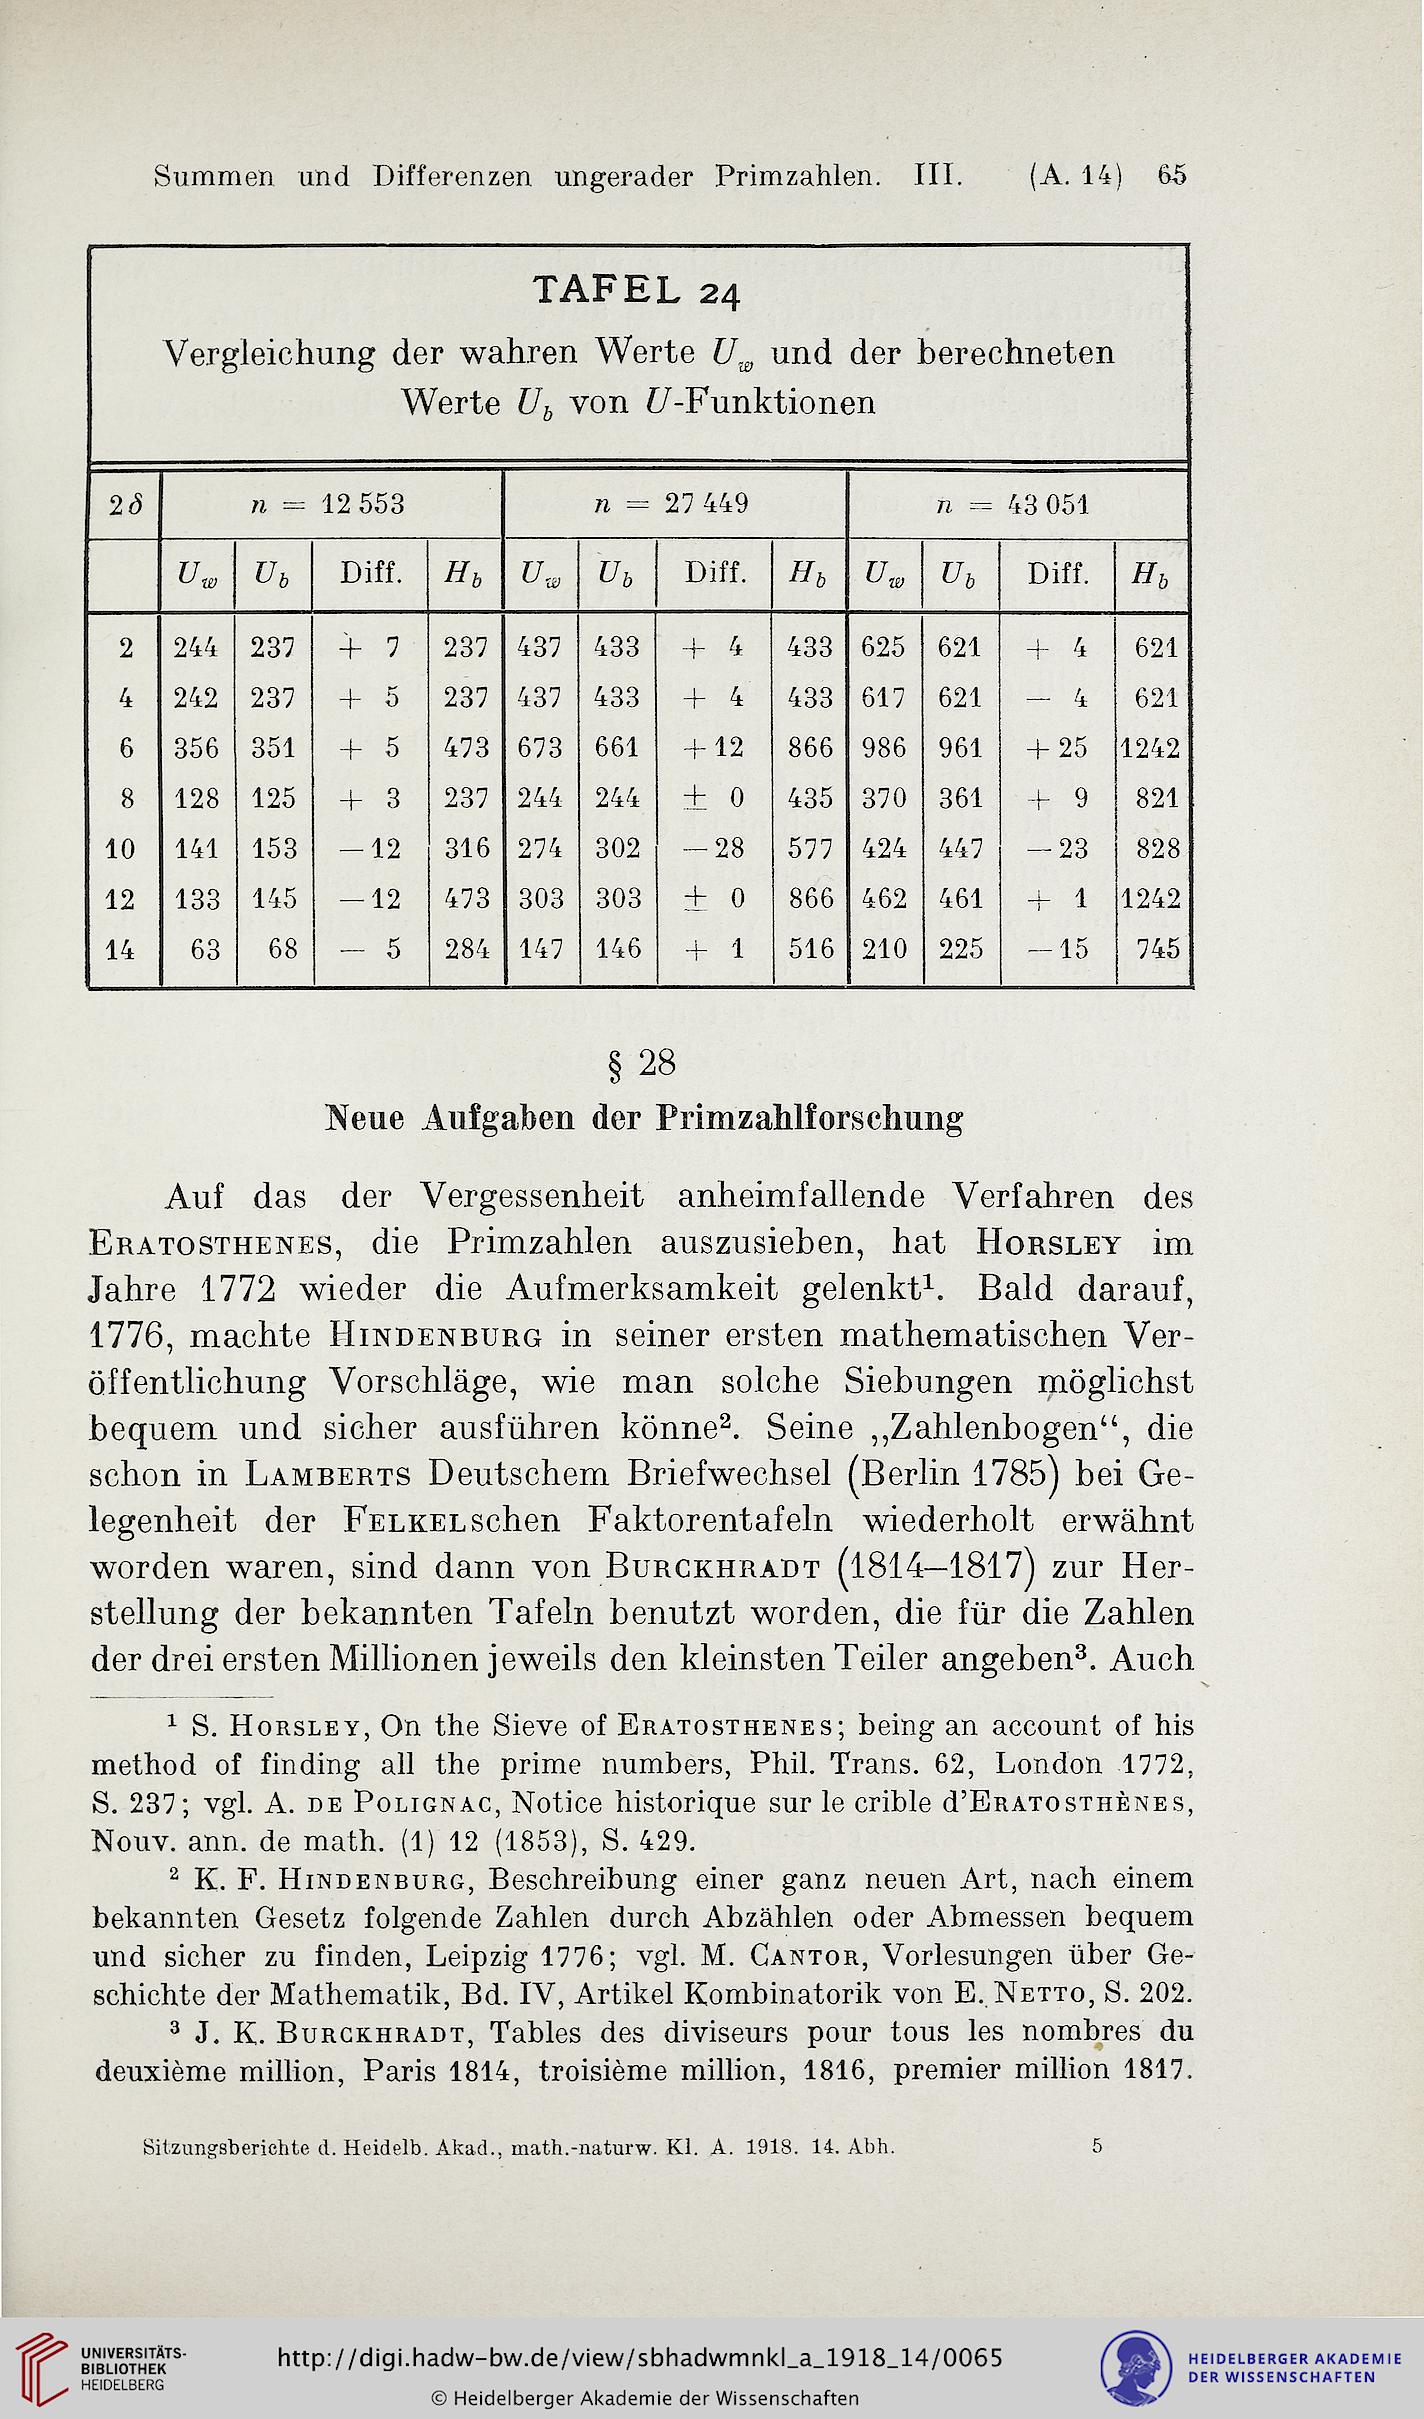 Summen und Differenzen ungerader Primzahlen. III. (A. 14) 65
TAFEL 24
Vergleichung der wahren Werte U_w und der berechneten
Werte U_b von U-Funktionen
2δ n = 12 553 n = 27 449 n = 43 051
U_w U_b Diff. H_b U_w U_b Diff. H_b U_w U_b Diff. H_b
2 244 237 + 7 237 437 433 + 4 433 625 621 + 4 621
4 242 237 + 5 237 437 433 + 4 433 617 621 — 4 621
6 356 351 + 5 473 673 661 +12 866 986 961 +25 1242
8 128 125 + 3 237 244 244 ± 0 435 370 361 + 9 821
10 141 153 —12 316 274 302 —28 577 424 447 —23 828
12 133 145 —12 473 303 303 ± 0 866 462 461 + 1 1242
14 63 68 — 5 284 147 146 + 1 516 210 225 —15 745
§ 28
Neue Aufgaben der Primzahlforschung
Auf das der Vergessenheit anheimfallende Verfahren des
ERATOSTHENES, die Primzahlen auszusieben, hat HORSLEY im
Jahre 1772 wieder die Aufmerksamkeit gelenkt¹. Bald darauf,
1776, machte HINDENBURG in seiner ersten mathematischen Ver-
öffentlichung Vorschläge, wie man solche Siebungen möglichst
bequem und sicher ausführen könne². Seine „Zahlenbogen“, die
schon in LAMBERTS Deutschem Briefwechsel (Berlin 1785) bei Ge-
legenheit der FELKELschen Faktorentafeln wiederholt erwähnt
worden waren, sind dann von BURCKHRADT (1814—1817) zur Her-
stellung der bekannten Tafeln benutzt worden, die für die Zahlen
der drei ersten Millionen jeweils den kleinsten Teiler angeben³. Auch
¹ S. HORSLEY, On the Sieve of ERATOSTHENES; being an account of his
method of finding all the prime numbers, Phil. Trans. 62, London 1772,
S. 237; vgl. A. DE POLIGNAC, Notice historique sur le crible d’ERATOSTHÈNES,
Nouv. ann. de math. (1) 12 (1853), S. 429.
² K. F. HINDENBURG, Beschreibung einer ganz neuen Art, nach einem
bekannten Gesetz folgende Zahlen durch Abzählen oder Abmessen bequem
und sicher zu finden, Leipzig 1776; vgl. M. CANTOR, Vorlesungen über Ge-
schichte der Mathematik, Bd. IV, Artikel Kombinatorik von E. NETTO, S. 202.
³ J. K. BURCKHRADT, Tables des diviseurs pour tous les nombres du
deuxième million, Paris 1814, troisième million, 1816, premier million 1817.
Sitzungsberichte d. Heidelb. Akad., math.-naturw. Kl. A. 1918. 14. Abh. 5
UNIVERSITÄTS-
BIBLIOTHEK
HEIDELBERG
http://digi.hadw-bw.de/view/sbhadwmnkl_a_1918_14/0065
© Heidelberger Akademie der Wissenschaften
HEIDELBERGER AKADEMIE
DER WISSENSCHAFTEN